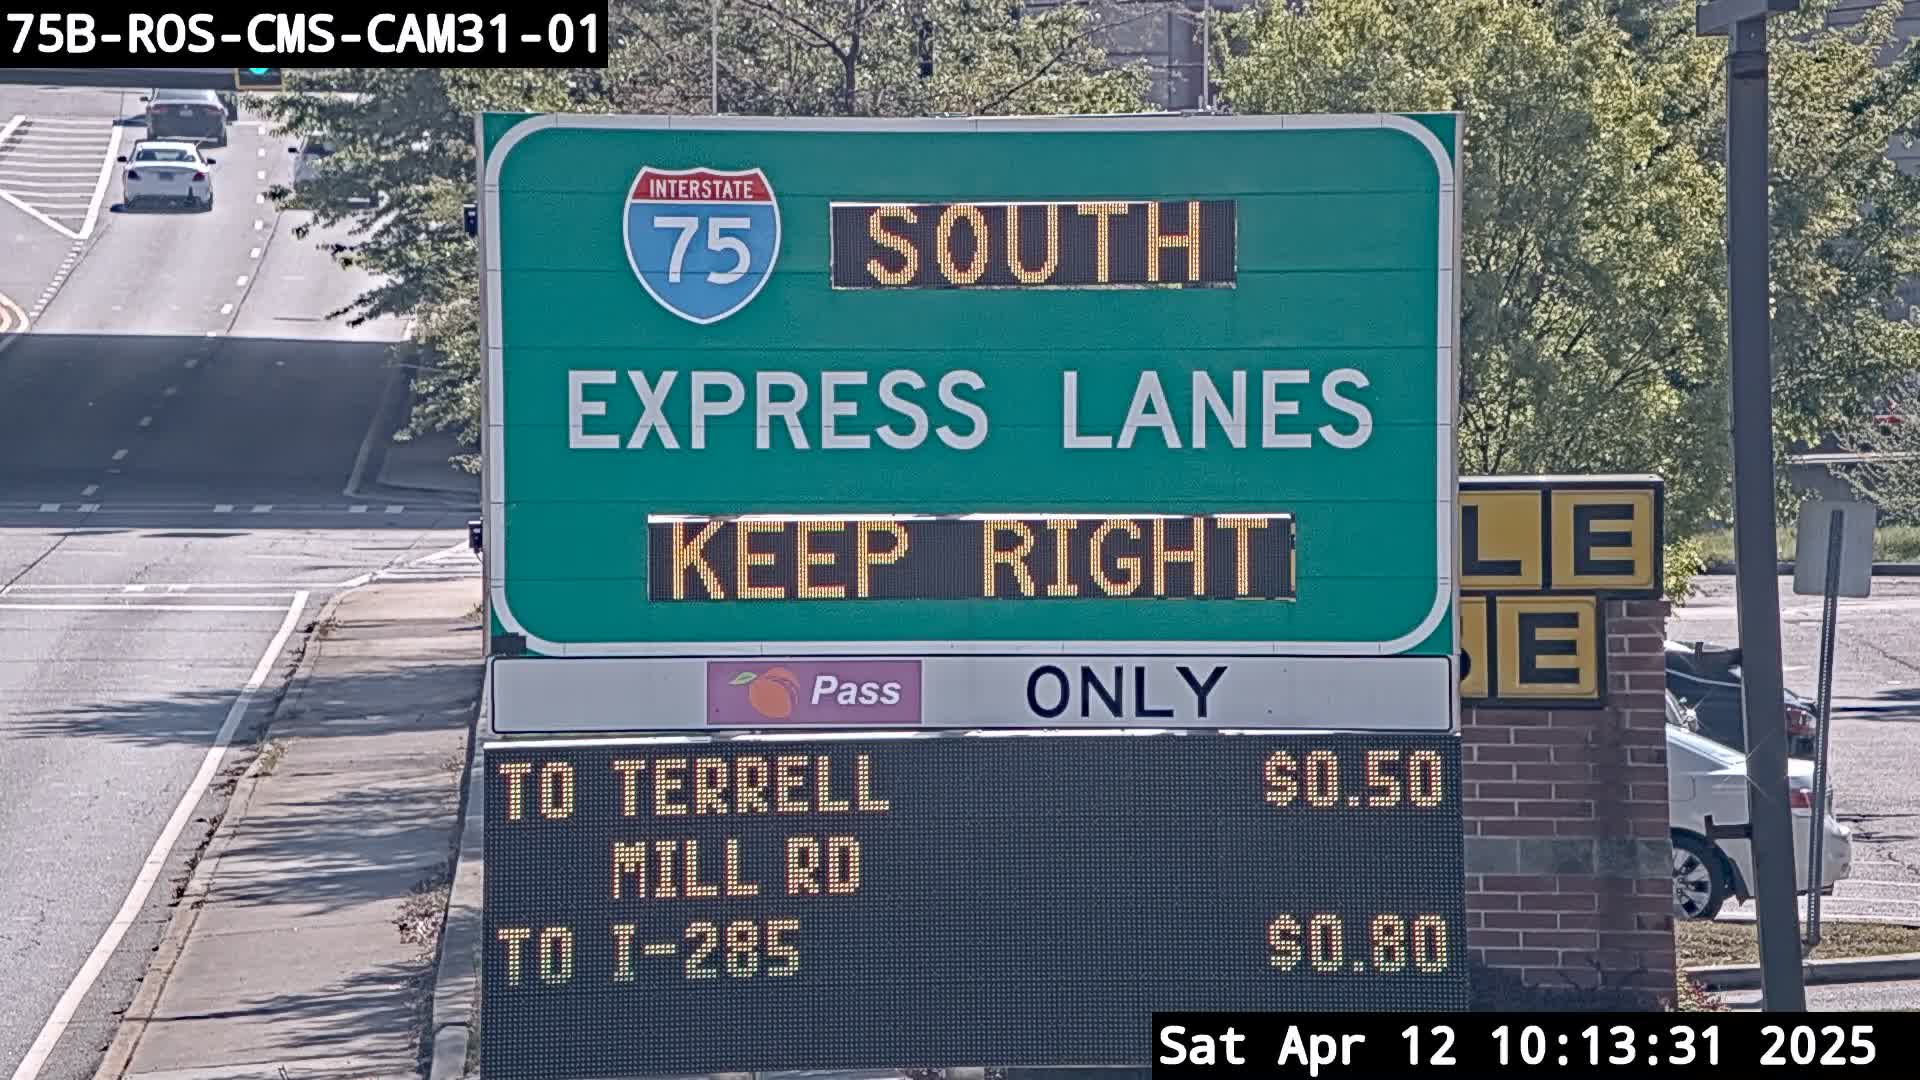 75B-ROS-CMS-CAM31-01
INTERSTATE
75
SOUTH
EXPRESS LANES
KEEP RIGHT
Pass ONLY
TO TERRELL $0.50
MILL RD
TO I-285 $0.80
LE
E
Sat Apr 12 10:13:31 2025